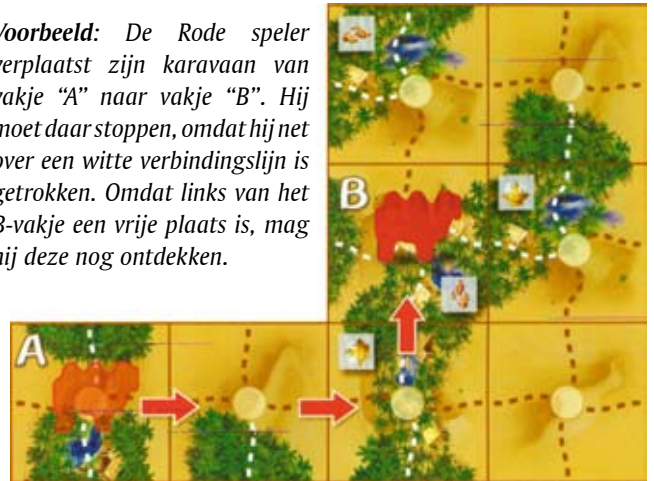 Voorbeeld: De Rode speler
verplaatst zijn karavaan van
vakje “A” naar vakje “B”. Hij
moet daar stoppen, omdat hij net
over een witte verbindingslijn is
getrokken. Omdat links van het
B-vakje een vrije plaats is, mag
hij deze nog ontdekken.
B
A